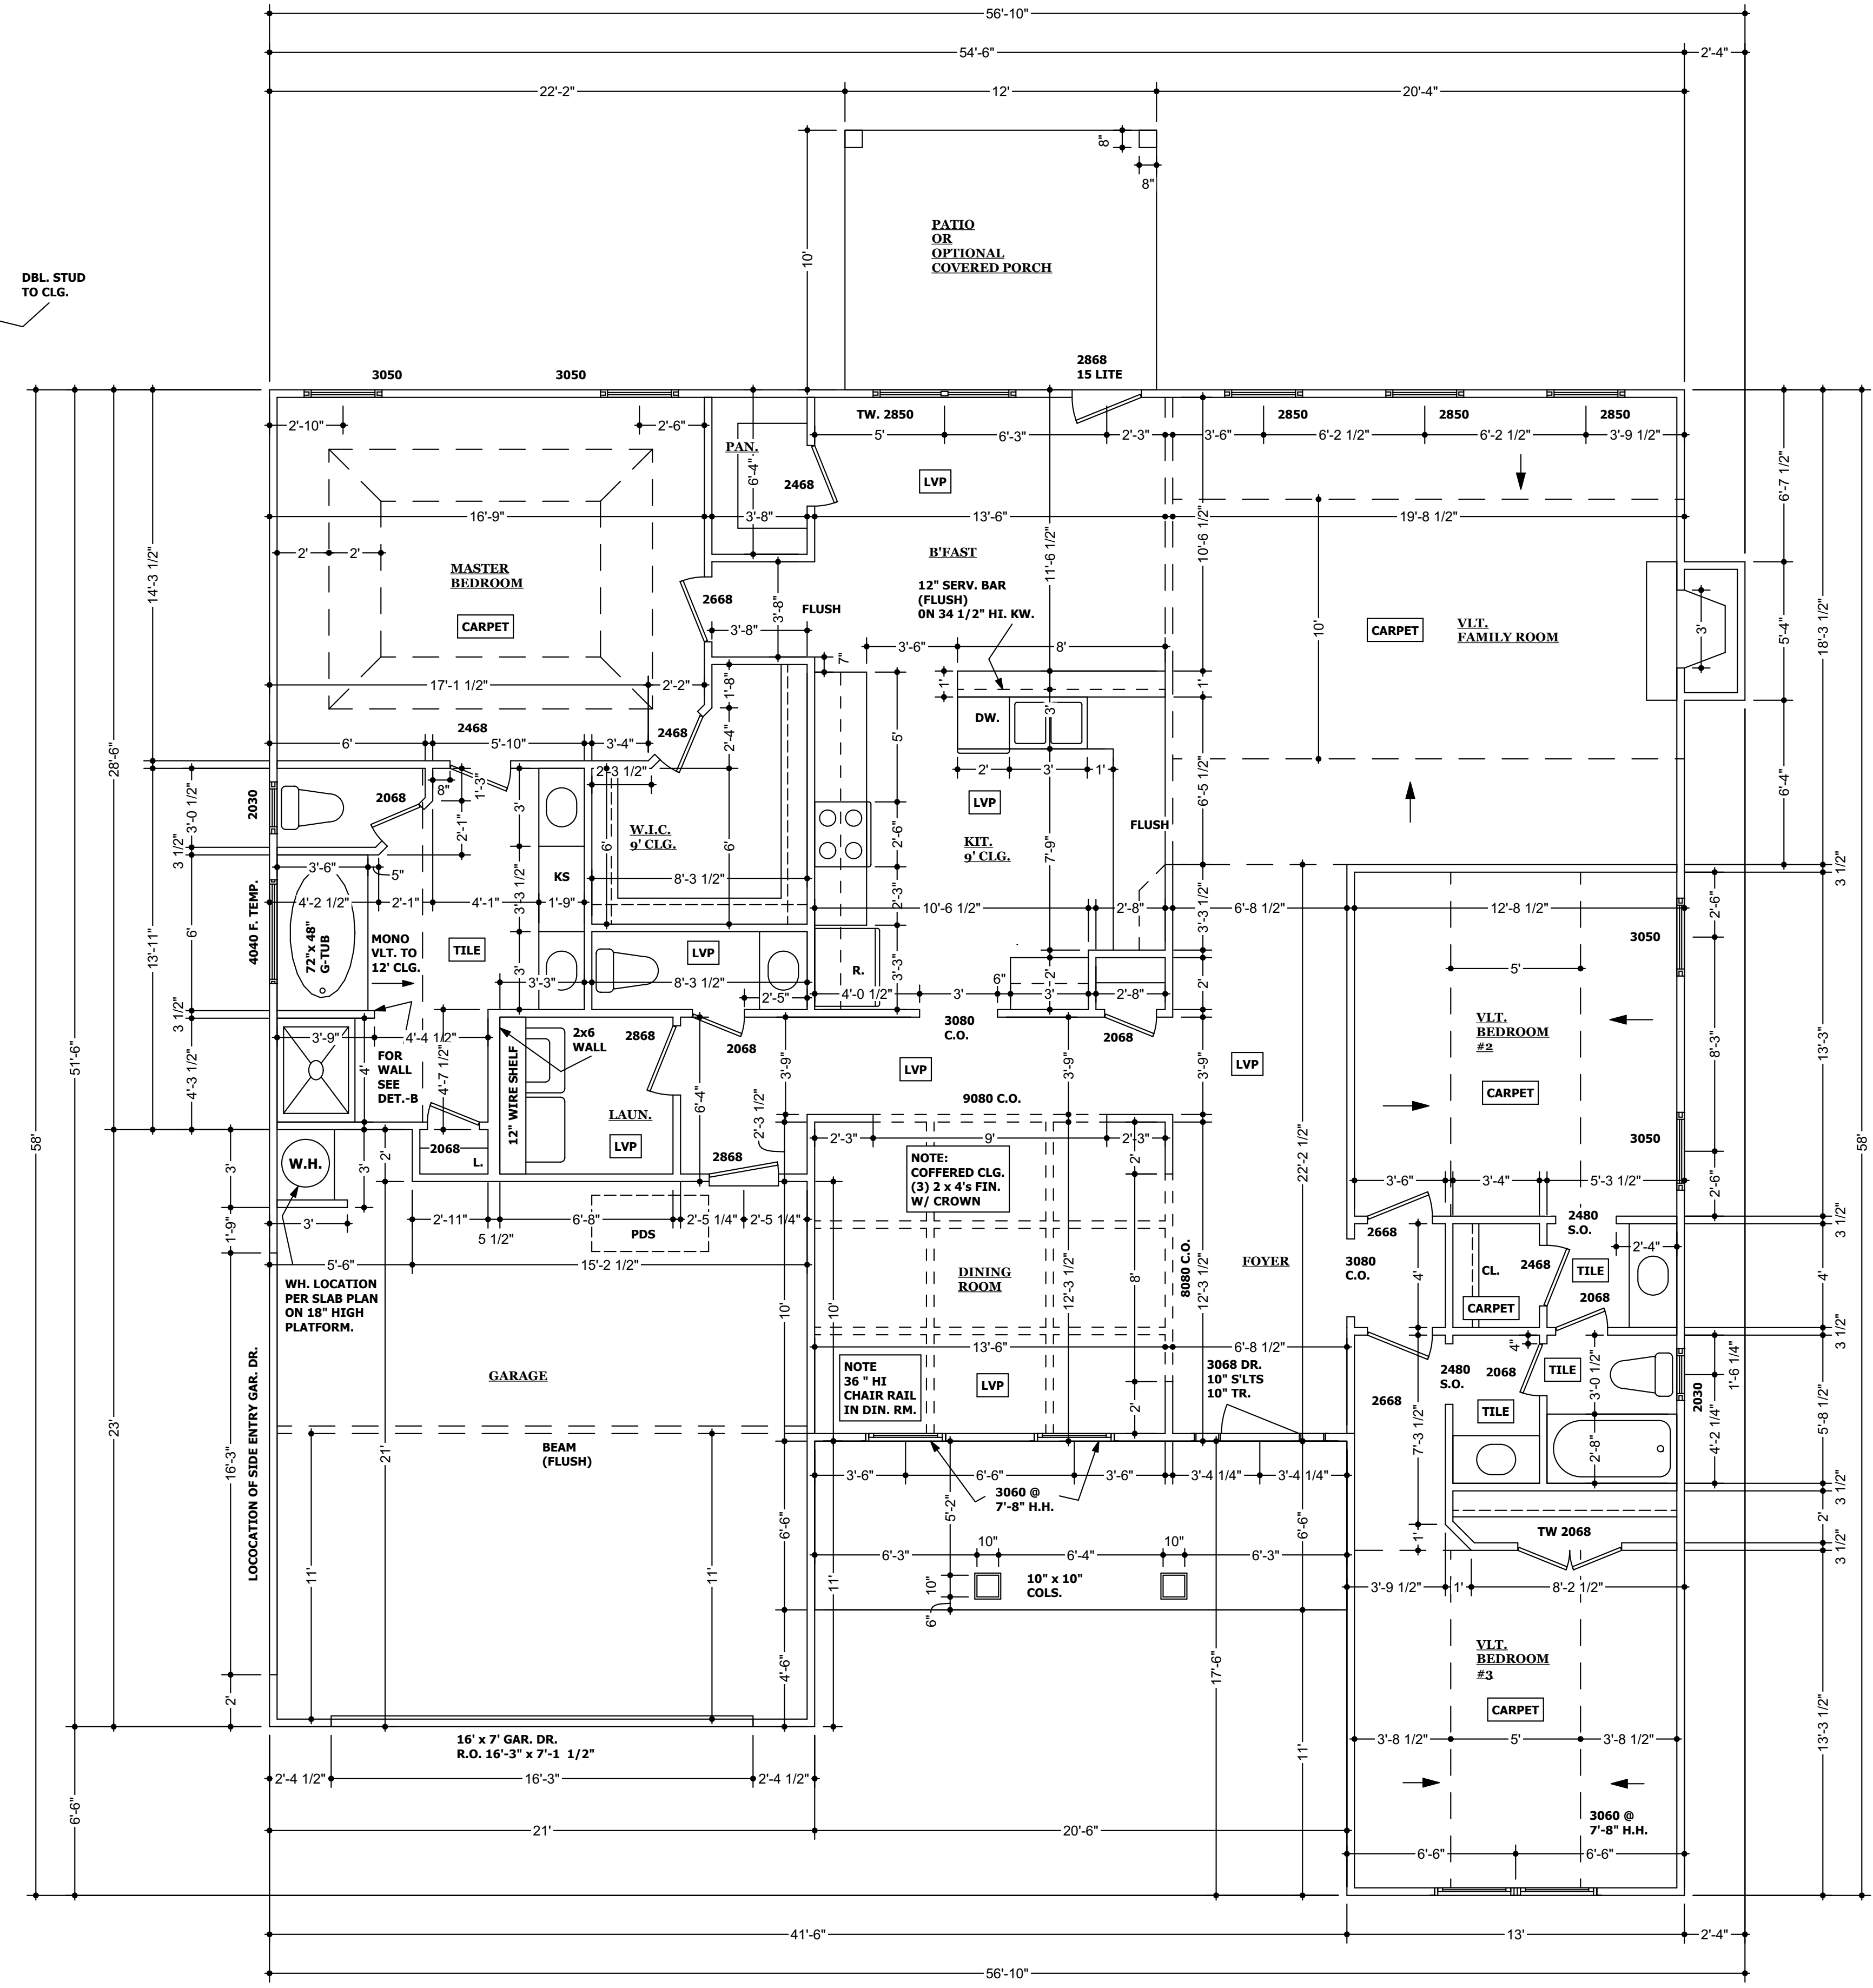 56'-10"
54'-6"
2'-4"
22'-2"
12'
20'-4"
8"
8"
10'
PATIO
OR
OPTIONAL
COVERED PORCH
DBL. STUD
TO CLG.
3050
3050
2868
15 LITE
TW. 2850
2850
2850
2850
2'-10"
2'-6"
5'
6'-3"
2'-3"
3'-6"
6'-2 1/2"
6'-2 1/2"
3'-9 1/2"
PAN.
6'-4"
2468
LVP
16'-9"
3'-8"
13'-6"
19'-8 1/2"
6'-7 1/2"
2'
2'
MASTER
BEDROOM
CARPET
B'FAST
11'-6 1/2"
10'-6 1/2"
12" SERV. BAR
(FLUSH)
0N 34 1/2" HI. KW.
2668
3'-8"
FLUSH
3'-8"
10'
CARPET
VLT.
FAMILY ROOM
3'
5'-4"
18'-3 1/2"
14'-3 1/2"
28'-6"
51'-6"
58'
58'
3'-6"
8'
7"
1'
1'
17'-1 1/2"
2'-2"
1'-8"
2'-4"
DW.
3'
5'
2468
2468
6'
5'-10"
3'-4"
2'-3 1/2"
2'
3'
1'
6'-5 1/2"
6'-4"
2030
3'-0 1/2"
2068
8"
1'-3"
2'-1"
3'
W.I.C.
9' CLG.
6'
6'
LVP
KIT.
9' CLG.
7'-9"
FLUSH
2'-6"
3 1/2"
3'-6"
5"
KS
8'-3 1/2"
2'-3"
3 1/2"
4'-2 1/2"
2'-1"
4'-1"
3'-3 1/2"
1'-9"
10'-6 1/2"
2'-8"
3'-3 1/2"
6'-8 1/2"
12'-8 1/2"
2'-6"
4040 F. TEMP.
6'
13'-11"
72"x 48"
G-TUB
MONO
VLT. TO
12' CLG.
TILE
3'
LVP
3'-3"
8'-3 1/2"
2'-5"
R.
3'-3"
4'-0 1/2"
3'
6"
3'
2'
2'-8"
2'
3050
5'
3 1/2"
3'-9"
4'-4 1/2"
4'
FOR
WALL
SEE
DET.-B
4'-7 1/2"
4'-3 1/2"
2x6
WALL
2868
2068
3080
C.O.
2068
VLT.
BEDROOM
#2
8'-3"
13'-3"
12" WIRE SHELF
LAUN.
LVP
6'-4"
3'-9"
LVP
3'-9"
3'-9"
LVP
CARPET
9080 C.O.
2'-3 1/2"
2'-3"
9'
2'-3"
22'-2 1/2"
3050
W.H.
3'
3'
2'
2068
L.
2868
NOTE:
COFFERED CLG.
(3) 2 x 4's FIN.
W/ CROWN
2'
3'-6"
3'-4"
5'-3 1/2"
2'-6"
3'
2'-11"
5 1/2"
6'-8"
2'-5 1/4"
2'-5 1/4"
PDS
1'-9"
5'-6"
15'-2 1/2"
2668
2480
S.O.
3 1/2"
2'-4"
WH. LOCATION
PER SLAB PLAN
ON 18" HIGH
PLATFORM.
DINING
ROOM
12'-3 1/2"
8'
8080 C.O.
12'-3 1/2"
FOYER
3080
C.O.
4'
CL.
2468
TILE
CARPET
2068
4'
10'
10'
13'-6"
6'-8 1/2"
3 1/2"
LOCOCATION OF SIDE ENTRY GAR. DR.
GARAGE
NOTE
36 " HI
CHAIR RAIL
IN DIN. RM.
LVP
3068 DR.
10" S'LTS
10" TR.
2'
4"
2480
S.O.
2068
TILE
3'-0 1/2"
1'-6 1/4"
2030
2668
TILE
5'-8 1/2"
4'-2 1/4"
2'-8"
7'-3 1/2"
23'
21'
16'-3"
BEAM
(FLUSH)
3'-6"
6'-6"
3'-6"
3'-4 1/4"
3'-4 1/4"
3060 @
7'-8" H.H.
5'-2"
6'-6"
6'-6"
3 1/2"
2'
TW 2068
1'
3 1/2"
11'
11'
11'
6'-3"
10"
6'-4"
10"
6'-3"
10"
6"
10" x 10"
COLS.
3'-9 1/2"
1'
8'-2 1/2"
4'-6"
17'-6"
11'
VLT.
BEDROOM
#3
CARPET
2'
3'-8 1/2"
5'
3'-8 1/2"
13'-3 1/2"
16' x 7' GAR. DR.
R.O. 16'-3" x 7'-1 1/2"
2'-4 1/2"
16'-3"
2'-4 1/2"
6'-6"
3060 @
7'-8" H.H.
21'
20'-6"
6'-6"
6'-6"
41'-6"
13'
2'-4"
56'-10"